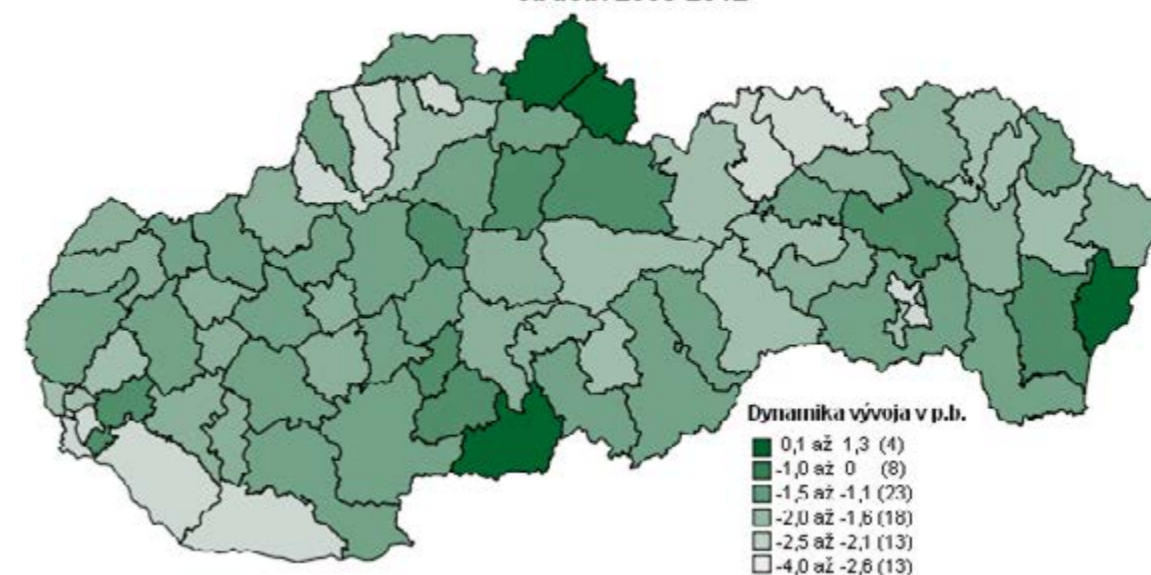 Dynamika vývoja v p.b.
0,1 až 1,3 (4)
-1,0 až 0 (8)
-1,5 až -1,1 (23)
-2,0 až -1,6 (18)
-2,5 až -2,1 (13)
-4,0 až -2,6 (13)